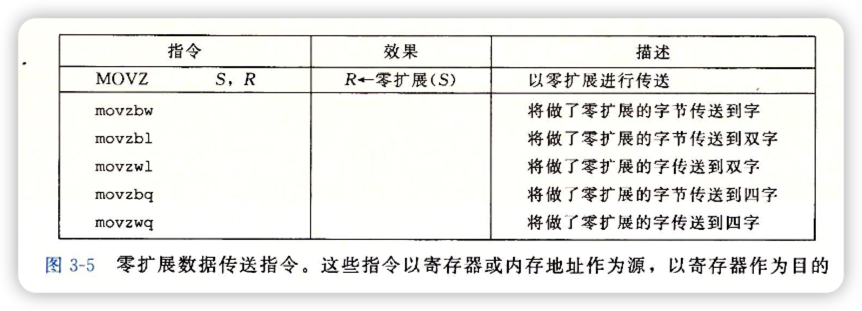 指令 效果 描述
MOVZ S, R R←零扩展(S) 以零扩展进行传送
movzbw 将做了零扩展的字节传送到字
movzbl 将做了零扩展的字节传送到双字
movzwl 将做了零扩展的字传送到双字
movzbq 将做了零扩展的字节传送到四字
movzwq 将做了零扩展的字传送到四字
图 3-5 零扩展数据传送指令。这些指令以寄存器或内存地址作为源，以寄存器作为目的